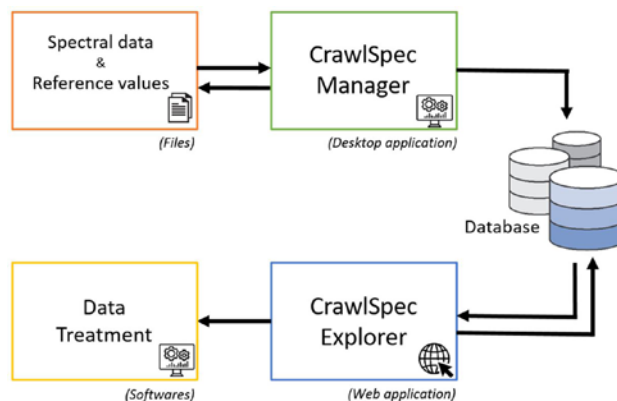 Spectral data
&
Reference values
(Files)
CrawlSpec
Manager
(Desktop application)
Database
Data
Treatment
(Softwares)
CrawlSpec
Explorer
(Web application)